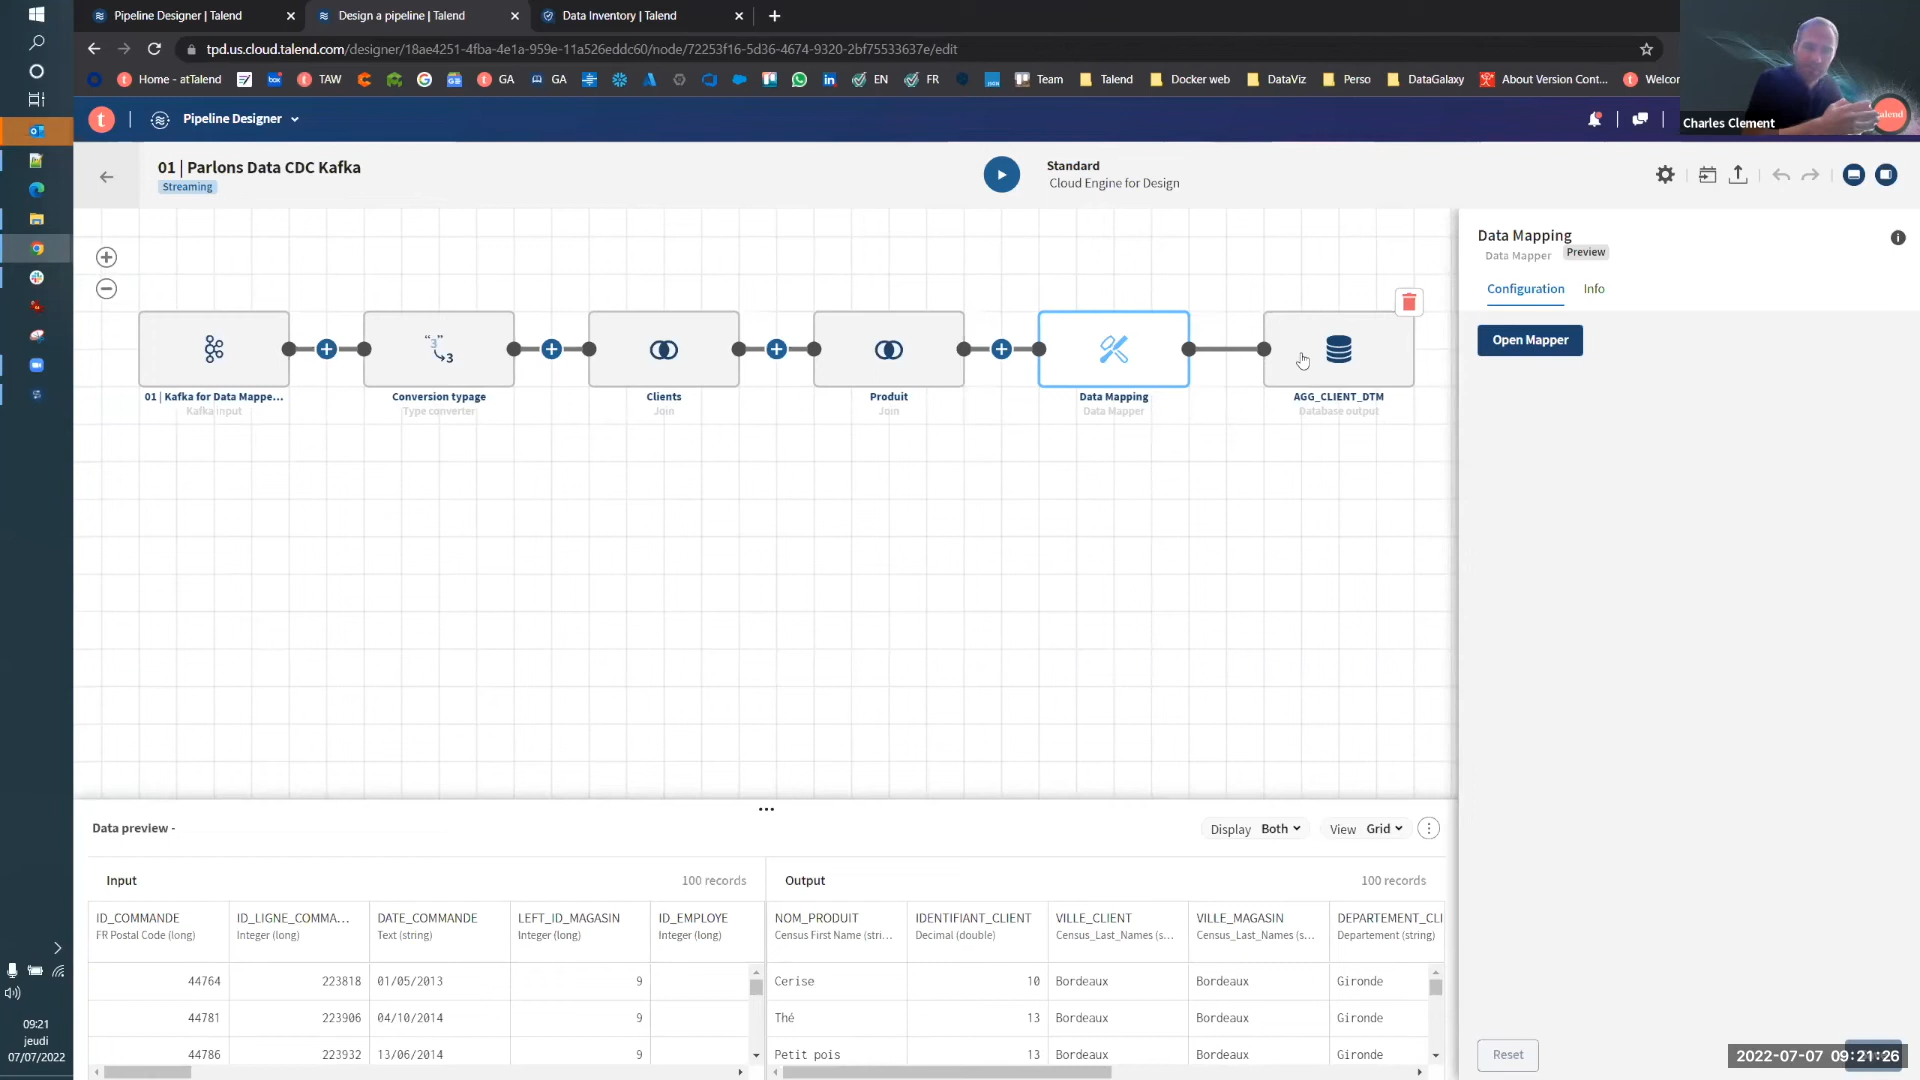 Pipeline Designer | Talend
Design a pipeline | Talend
Data Inventory | Talend
tpd.us.cloud.talend.com/designer/18ae4251-4fba-4e1a-959e-11a526eddc60/node/72253f16-5d36-4674-9320-2bf75533637e/edit
Home - atTalend
TAW
GA
GA
EN
FR
Team
Talend
Docker web
DataViz
Perso
DataGalaxy
About Version Cont...
Welcor
Charles Clement
talend
t
Pipeline Designer
01 | Parlons Data CDC Kafka
Streaming
Standard
Cloud Engine for Design
Data Mapping
Data Mapper
Preview
Configuration
Info
Open Mapper
"3"
3
01 | Kafka for Data Mappe...
Kafka input
Conversion typage
Type converter
Clients
Join
Produit
Join
Data Mapping
Data Mapper
AGG_CLIENT_DTM
Database output
Data preview -
Display Both
View Grid
Input
100 records
Output
100 records
ID_COMMANDE ID_LIGNE_COMMA... DATE_COMMANDE LEFT_ID_MAGASIN ID_EMPLOYE NOM_PRODUIT IDENTIFIANT_CLIENT VILLE_CLIENT VILLE_MAGASIN DEPARTEMENT_CLI
FR Postal Code (long) Integer (long) Text (string) Integer (long) Integer (long) Census First Name (stri... Decimal (double) Census_Last_Names (s... Census_Last_Names (s... Departement (string)
44764 223818 01/05/2013 9 Cerise 10 Bordeaux Bordeaux Gironde
44781 223906 04/10/2014 9 Thé 13 Bordeaux Bordeaux Gironde
44786 223932 13/06/2014 9 Petit pois 13 Bordeaux Bordeaux Gironde
Reset
2022-07-07 09:21:26
09:21
jeudi
07/07/2022